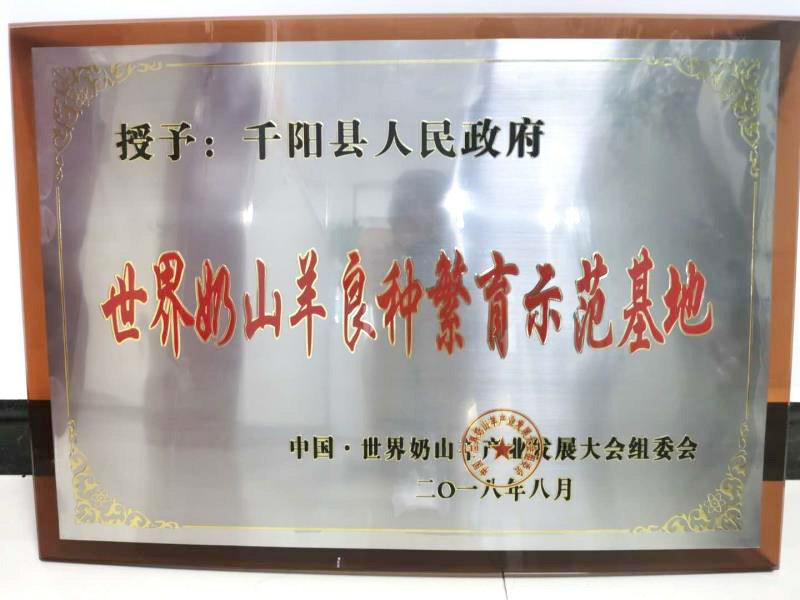 授予：千阳县人民政府
世界奶山羊良种繁育示范基地
中国·世界奶山羊产业发展大会组委会
二〇一八年八月